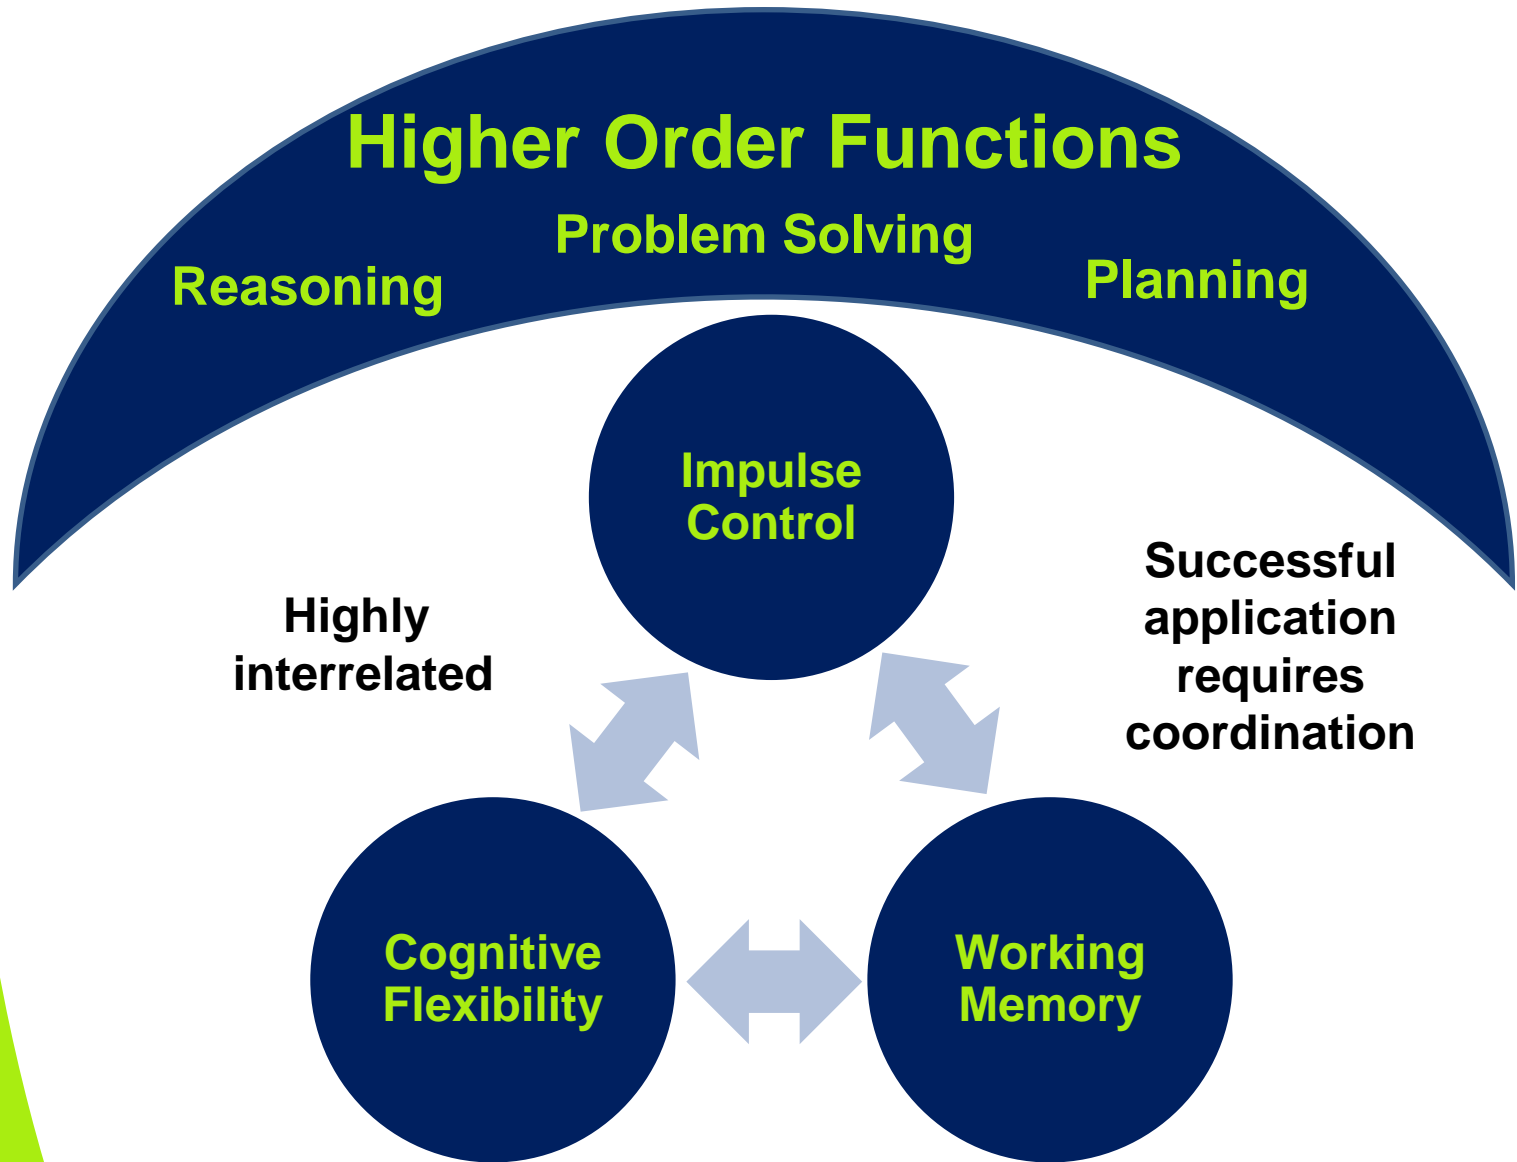 Higher Order Functions
Problem Solving
Reasoning
Planning
Impulse
Control
Highly
interrelated
Successful
application
requires
coordination
Cognitive
Flexibility
Working
Memory